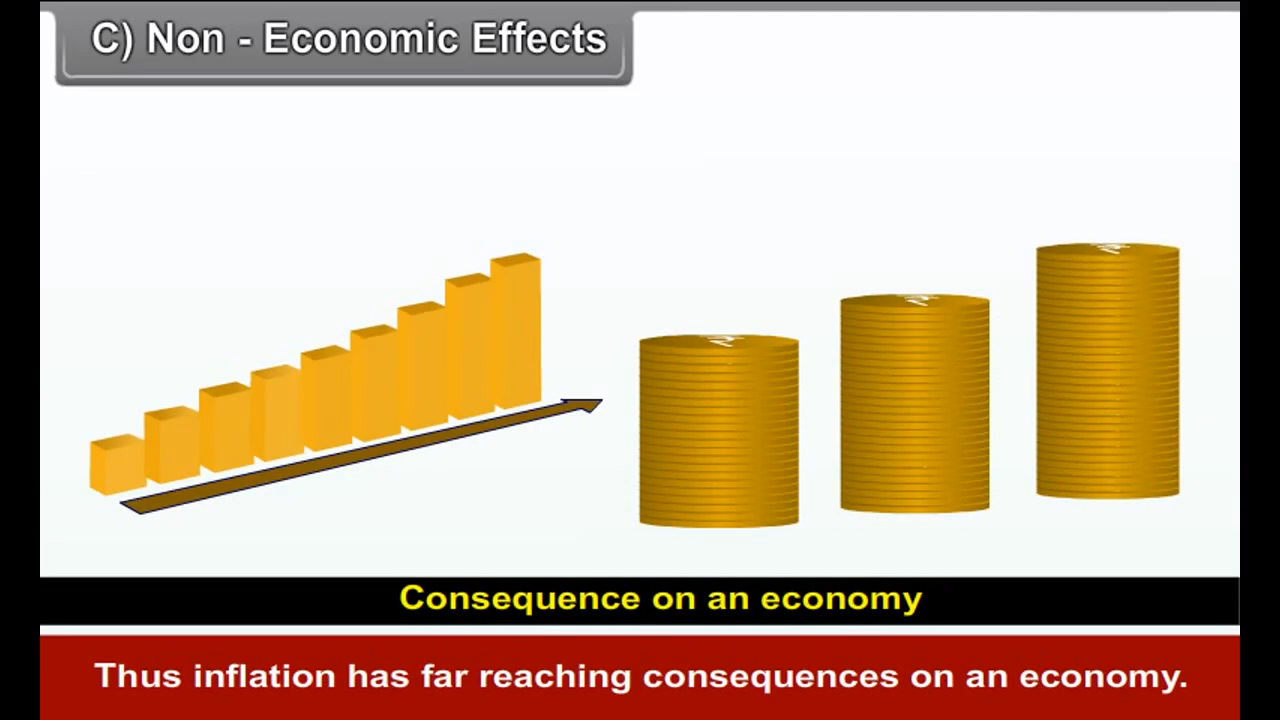 C) Non - Economic Effects
Consequence on an economy
Thus inflation has far reaching consequences on an economy.